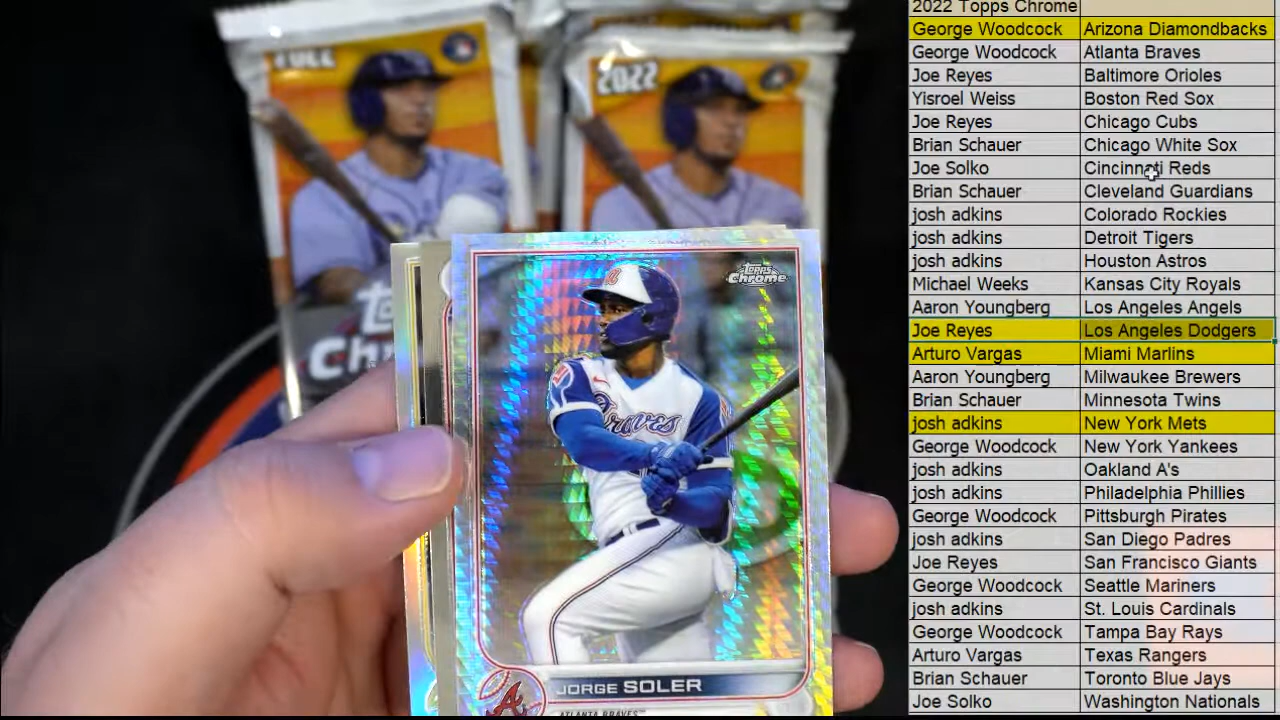 2022 Topps Chrome
George Woodcock Arizona Diamondbacks
George Woodcock Atlanta Braves
Joe Reyes Baltimore Orioles
Yisroel Weiss Boston Red Sox
Joe Reyes Chicago Cubs
Brian Schauer Chicago White Sox
Joe Solko Cincinnati Reds
Brian Schauer Cleveland Guardians
josh adkins Colorado Rockies
josh adkins Detroit Tigers
josh adkins Houston Astros
Michael Weeks Kansas City Royals
Aaron Youngberg Los Angeles Angels
Joe Reyes Los Angeles Dodgers
Arturo Vargas Miami Marlins
Aaron Youngberg Milwaukee Brewers
Brian Schauer Minnesota Twins
josh adkins New York Mets
George Woodcock New York Yankees
josh adkins Oakland A's
josh adkins Philadelphia Phillies
George Woodcock Pittsburgh Pirates
josh adkins San Diego Padres
Joe Reyes San Francisco Giants
George Woodcock Seattle Mariners
josh adkins St. Louis Cardinals
George Woodcock Tampa Bay Rays
Arturo Vargas Texas Rangers
Brian Schauer Toronto Blue Jays
Joe Solko Washington Nationals
2022
2022
Topps
Chrome
Braves
JORGE SOLER
ATLANTA BRAVES™